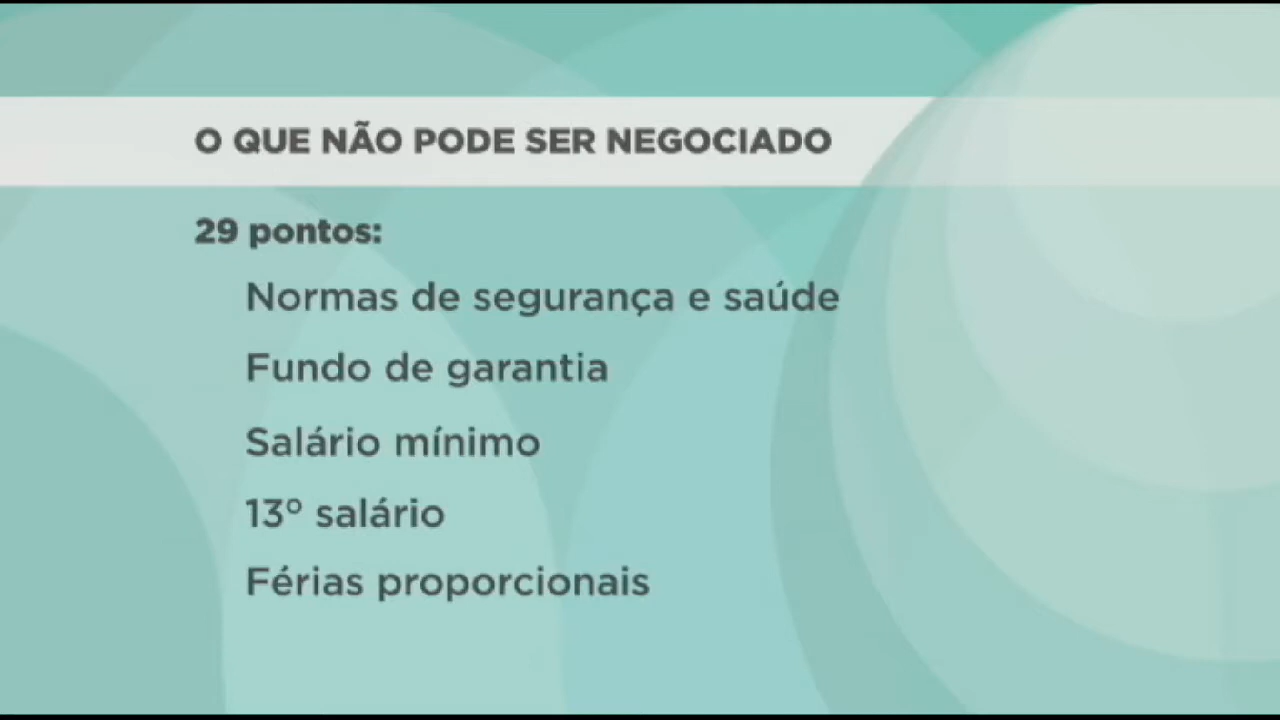 O QUE NÃO PODE SER NEGOCIADO
29 pontos:
Normas de segurança e saúde
Fundo de garantia
Salário mínimo
13º salário
Férias proporcionais